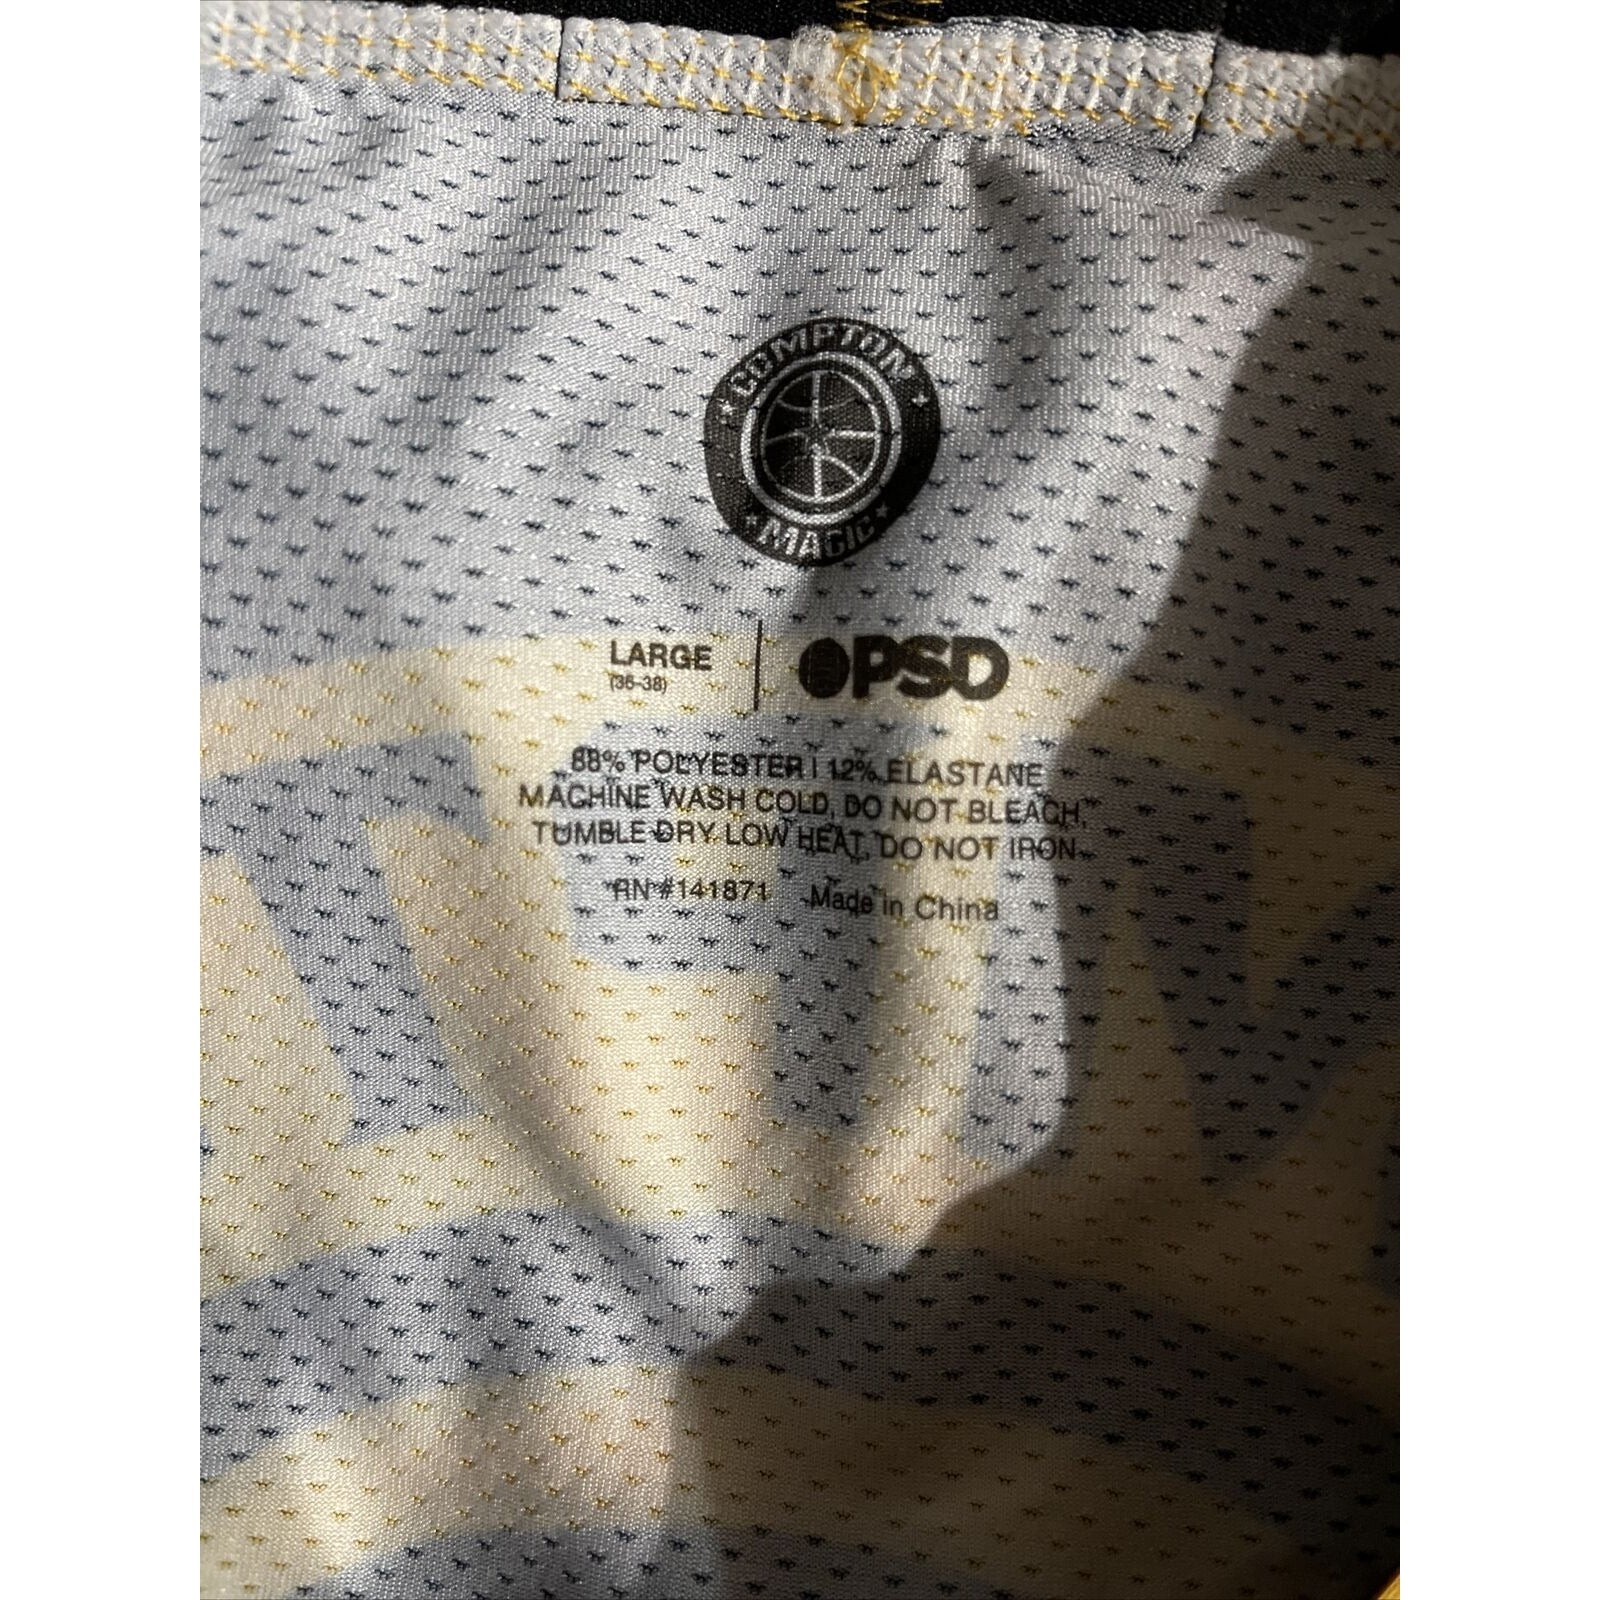 COMPTON
MAGIC
LARGE
(36-38)
PSD
88% POLYESTER | 12% ELASTANE
MACHINE WASH COLD, DO NOT BLEACH,
TUMBLE DRY LOW HEAT, DO NOT IRON
RN #141871 Made in China